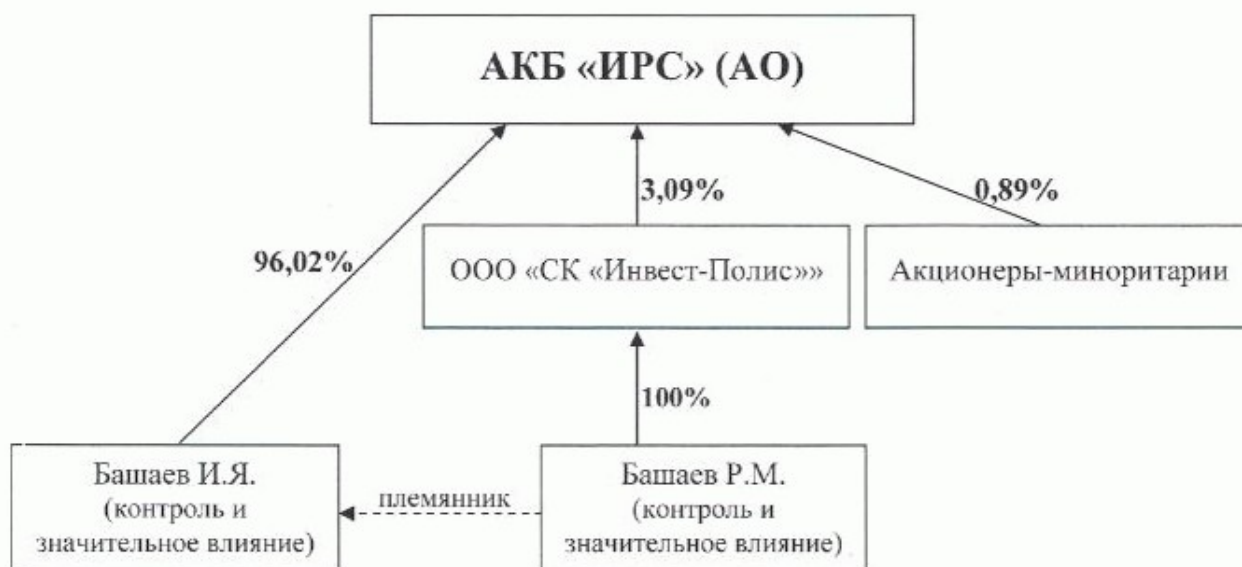 АКБ «ИРС» (АО)
96,02%
3,09%
0,89%
ООО «СК «Инвест-Полис»»
Акционеры-миноритарии
100%
Башаев И.Я.
(контроль и
значительное влияние)
племянник
Башаев Р.М.
(контроль и
значительное влияние)